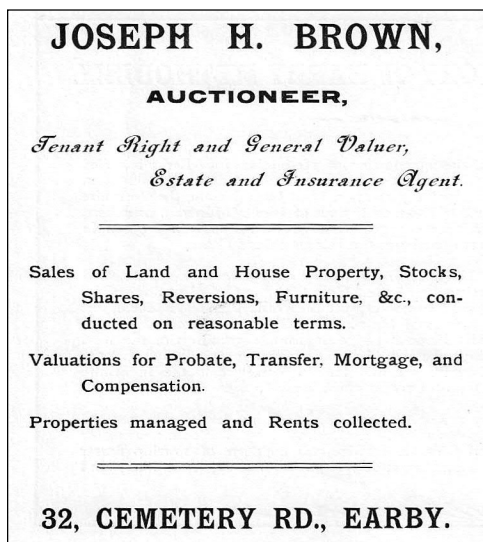 JOSEPH H. BROWN,
AUCTIONEER,
Tenant Right and General Valuer,
Estate and Insurance Agent.
Sales of Land and House Property, Stocks,
Shares, Reversions, Furniture, &c., con-
ducted on reasonable terms.
Valuations for Probate, Transfer, Mortgage, and
Compensation.
Properties managed and Rents collected.
32, CEMETERY RD., EARBY.